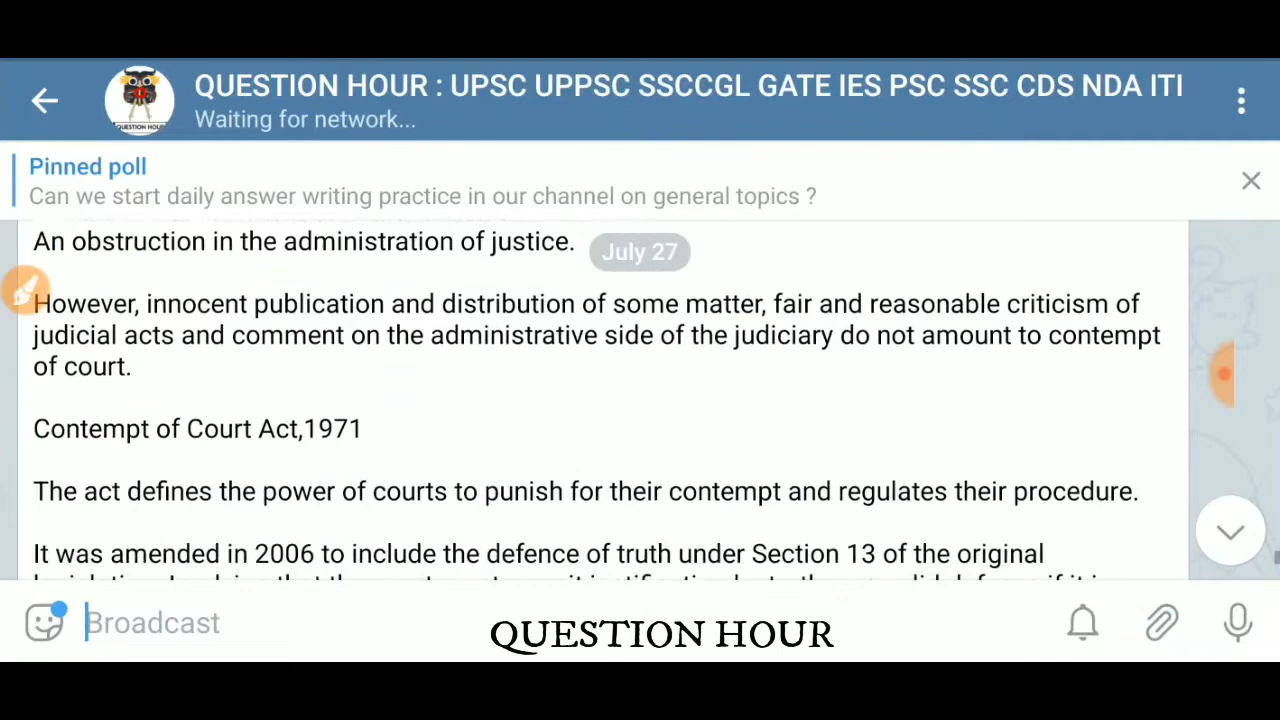 QUESTION HOUR : UPSC UPPSC SSCCGL GATE IES PSC SSC CDS NDA ITI
Waiting for network...
QUESTION HOUR
Pinned poll
Can we start daily answer writing practice in our channel on general topics ?
An obstruction in the administration of justice.
July 27
However, innocent publication and distribution of some matter, fair and reasonable criticism of
judicial acts and comment on the administrative side of the judiciary do not amount to contempt
of court.
Contempt of Court Act,1971
The act defines the power of courts to punish for their contempt and regulates their procedure.
It was amended in 2006 to include the defence of truth under Section 13 of the original
Broadcast
QUESTION HOUR